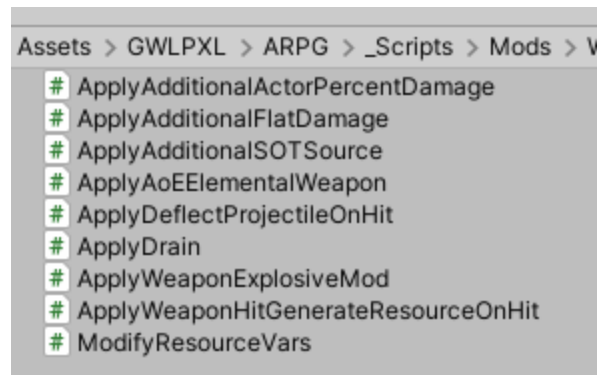 Assets > GWLPXL > ARPG > _Scripts > Mods >
# ApplyAdditionalActorPercentDamage
# ApplyAdditionalFlatDamage
# ApplyAdditionalSOTSource
# ApplyAoEElementalWeapon
# ApplyDeflectProjectileOnHit
# ApplyDrain
# ApplyWeaponExplosiveMod
# ApplyWeaponHitGenerateResourceOnHit
# ModifyResourceVars